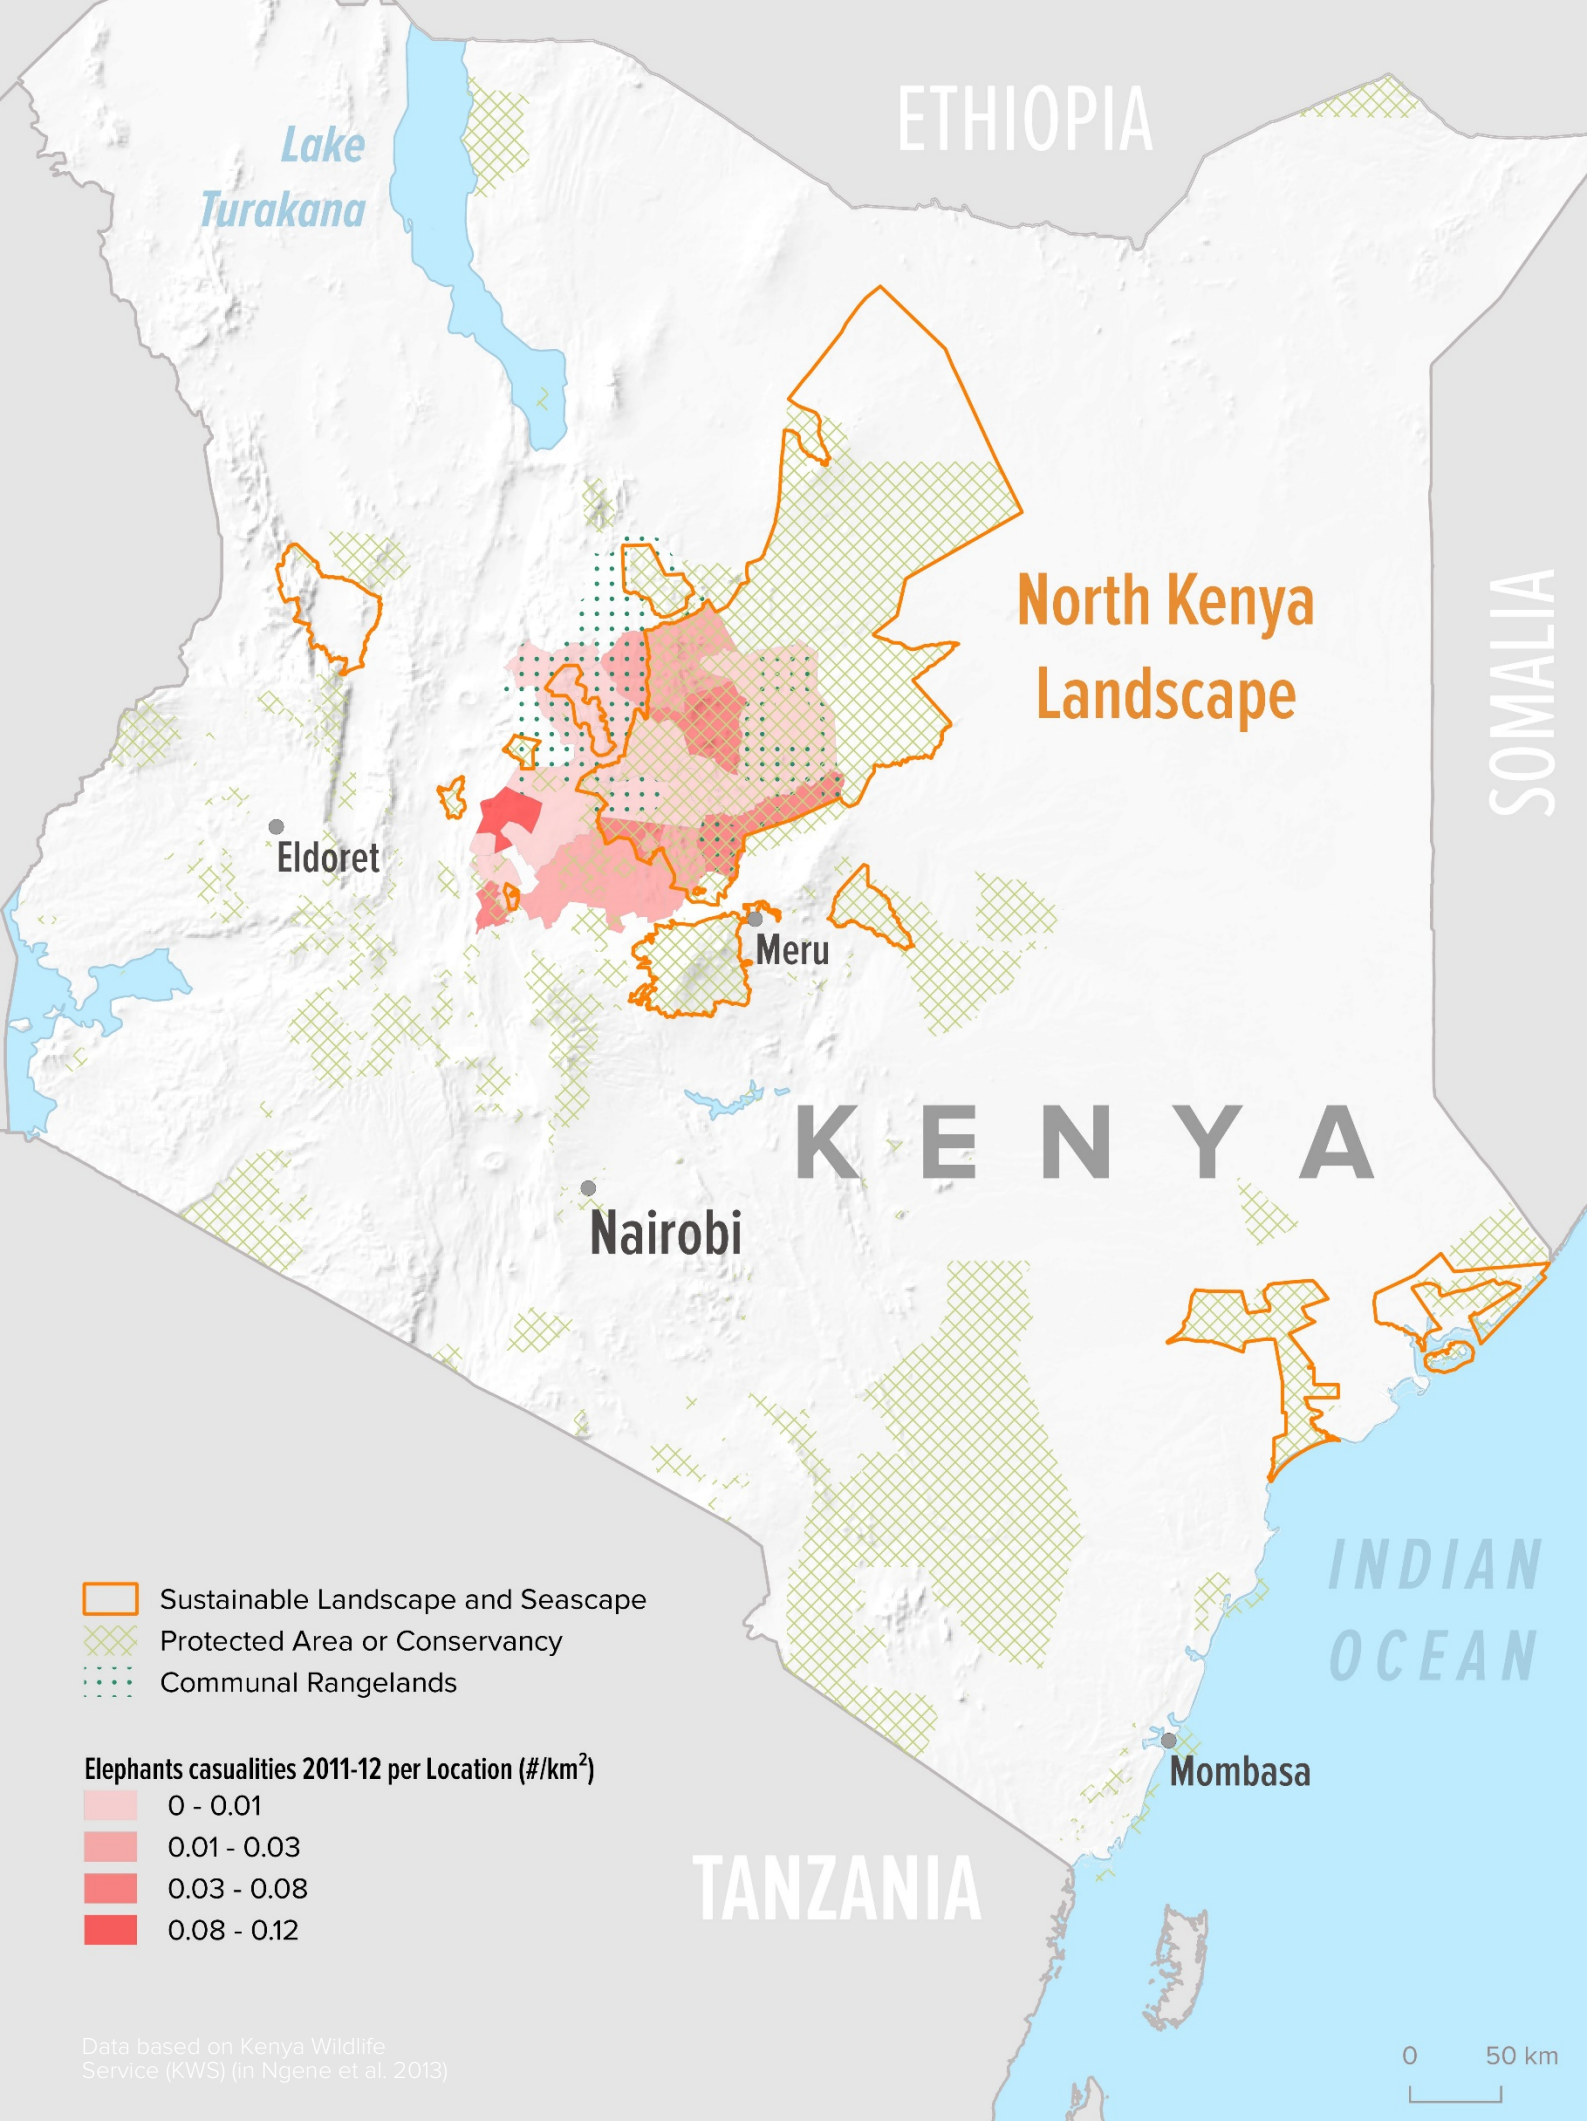 ETHIOPIA
Lake
Turakana
North Kenya
Landscape
SOMALIA
Eldoret
Meru
KENYA
Nairobi
INDIAN
OCEAN
Sustainable Landscape and Seascape
Protected Area or Conservancy
Communal Rangelands
Elephants casualities 2011-12 per Location (#/km²)
0 - 0.01
0.01 - 0.03
0.03 - 0.08
0.08 - 0.12
Mombasa
TANZANIA
Data based on Kenya Wildlife
Service (KWS) (in Ngene et al. 2013)
0 50 km